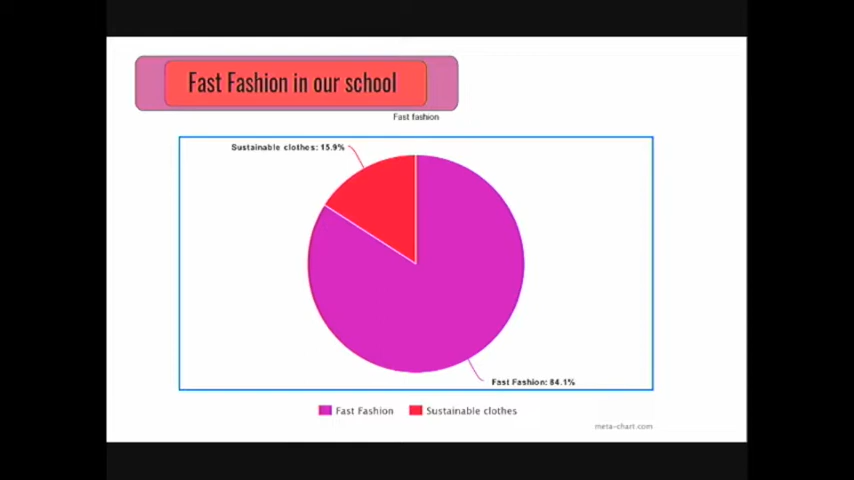 Fast Fashion in our school
Fast fashion
Sustainable clothes: 15.9%
Fast Fashion: 84.1%
Fast Fashion
Sustainable clothes
meta-chart.com